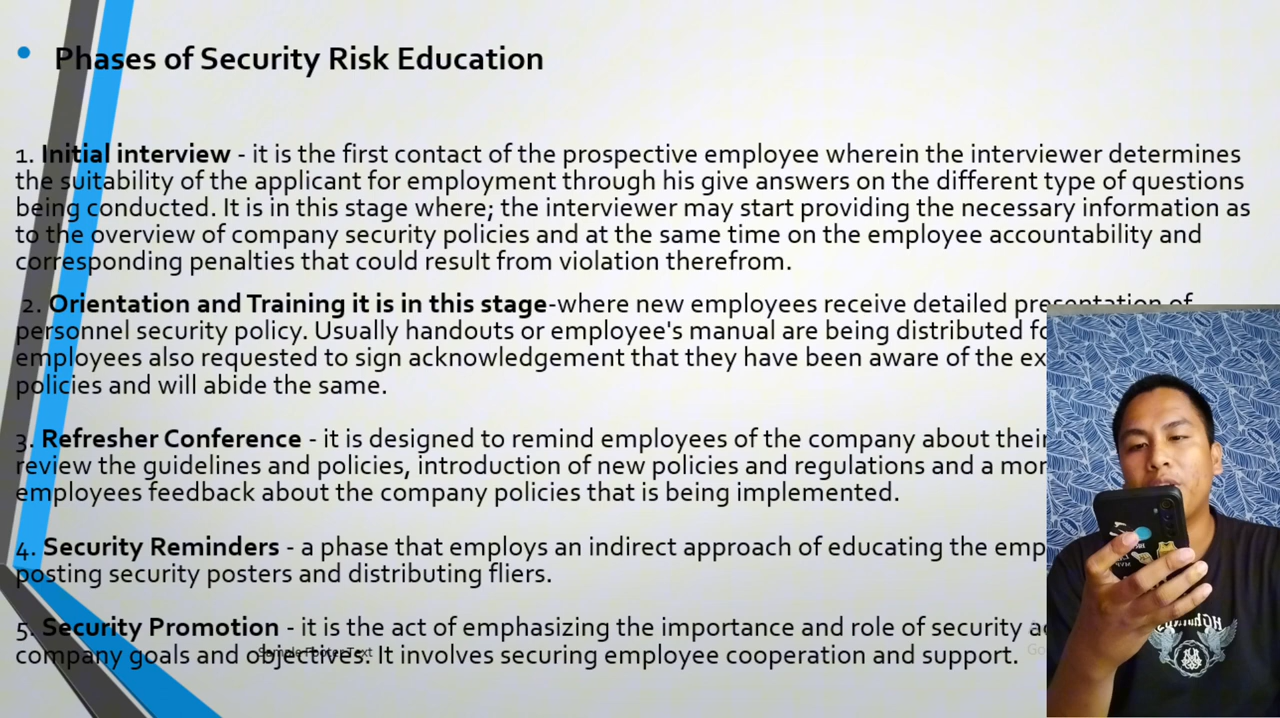 • Phases of Security Risk Education
1. Initial interview - it is the first contact of the prospective employee wherein the interviewer determines
the suitability of the applicant for employment through his give answers on the different type of questions
being conducted. It is in this stage where; the interviewer may start providing the necessary information as
to the overview of company security policies and at the same time on the employee accountability and
corresponding penalties that could result from violation therefrom.
2. Orientation and Training it is in this stage-where new employees receive detailed presentation of
personnel security policy. Usually handouts or employee's manual are being distributed
employees also requested to sign acknowledgement that they have been aware of the
policies and will abide the same.
3. Refresher Conference - it is designed to remind employees of the company about their
review the guidelines and policies, introduction of new policies and regulations and a
employees feedback about the company policies that is being implemented.
4. Security Reminders - a phase that employs an indirect approach of educating the
posting security posters and distributing fliers.
5. Security Promotion - it is the act of emphasizing the importance and role of security
company goals and objectives. It involves securing employee cooperation and support.
Sample Footer Text